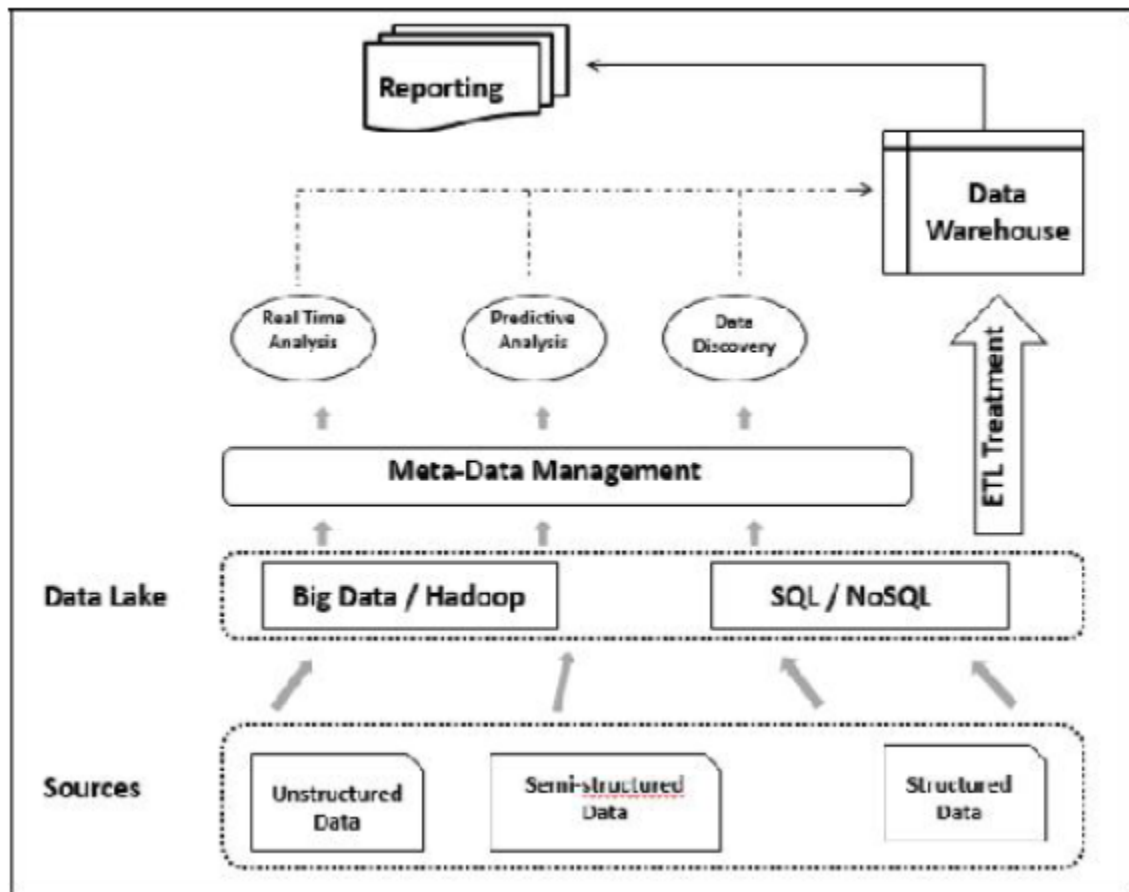 Reporting
Data
Warehouse
Real Time
Analysis
Predictive
Analysis
Data
Discovery
ETL Treatment
Meta-Data Management
Data Lake
Big Data / Hadoop
SQL / NoSQL
Sources
Unstructured
Data
Semi-structured
Data
Structured
Data